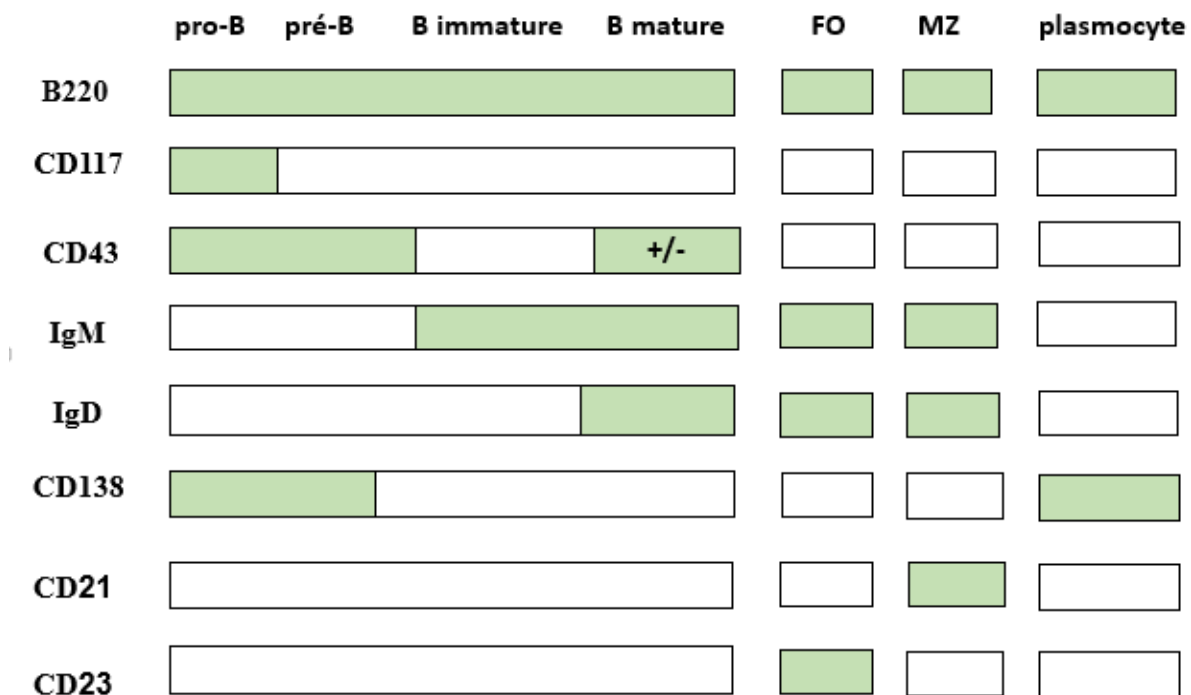 pro-B pré-B B immature B mature FO MZ plasmocyte
B220
CD117
CD43 +/-
IgM
IgD
CD138
CD21
CD23